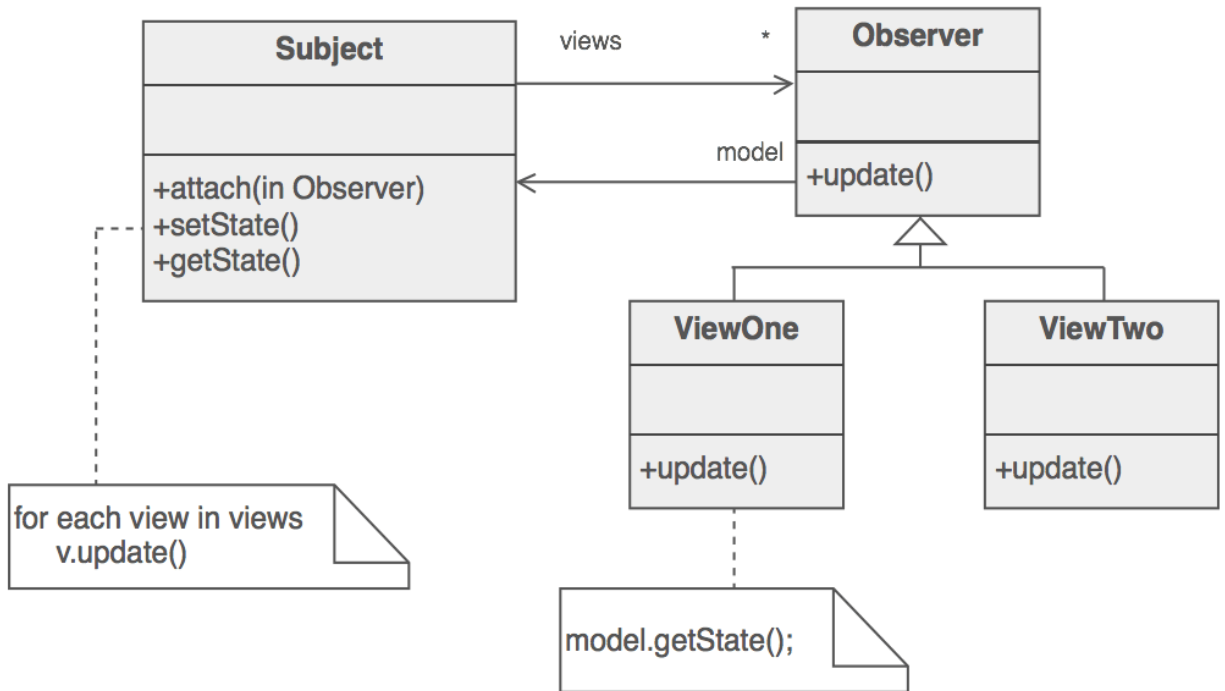 Subject
views
*
Observer
model
+attach(in Observer)
+setState()
+getState()
+update()
ViewOne
ViewTwo
+update()
+update()
for each view in views
v.update()
model.getState();